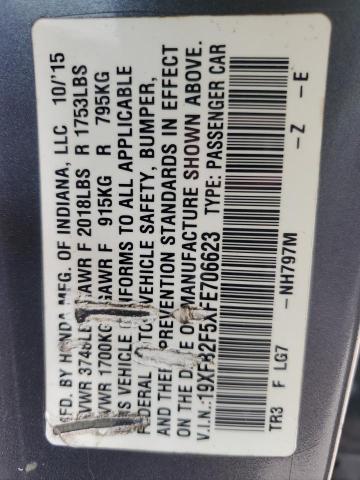 MFD. BY HONDA MFG. OF INDIANA, LLC 10/'15
GVWR 3748LBS GAWR F 2018LBS R 1753LBS
GVWR 1700KG GAWR F 915KG R 795KG
THIS VEHICLE CONFORMS TO ALL APPLICABLE
FEDERAL MOTOR VEHICLE SAFETY, BUMPER,
AND THEFT PREVENTION STANDARDS IN EFFECT
ON THE DATE OF MANUFACTURE SHOWN ABOVE.
V.I.N.:19XFB2F5XFE706623 TYPE: PASSENGER CAR
TR3 F LG7 NH797M - Z - E